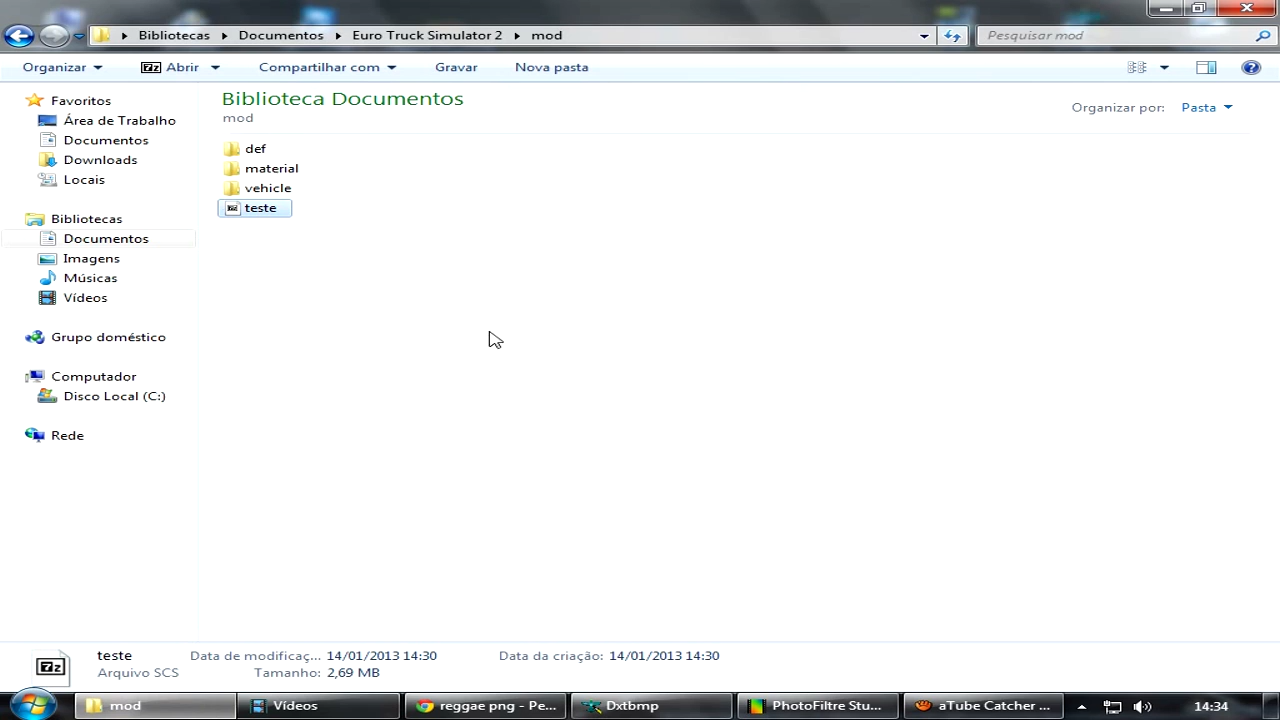 Bibliotecas Documentos Euro Truck Simulator 2 mod
Pesquisar mod
Organizar Abrir Compartilhar com Gravar Nova pasta
Favoritos
Área de Trabalho
Documentos
Downloads
Locais
Bibliotecas
Documentos
Imagens
Músicas
Vídeos
Grupo doméstico
Computador
Disco Local (C:)
Rede
Biblioteca Documentos
mod
Organizar por: Pasta
def
material
vehicle
teste
7z
teste Data de modificaç... 14/01/2013 14:30 Data da criação: 14/01/2013 14:30
Arquivo SCS Tamanho: 2,69 MB
mod Vídeos reggae png - Pe... Dxtbmp PhotoFiltre Stu... aTube Catcher ... 14:34